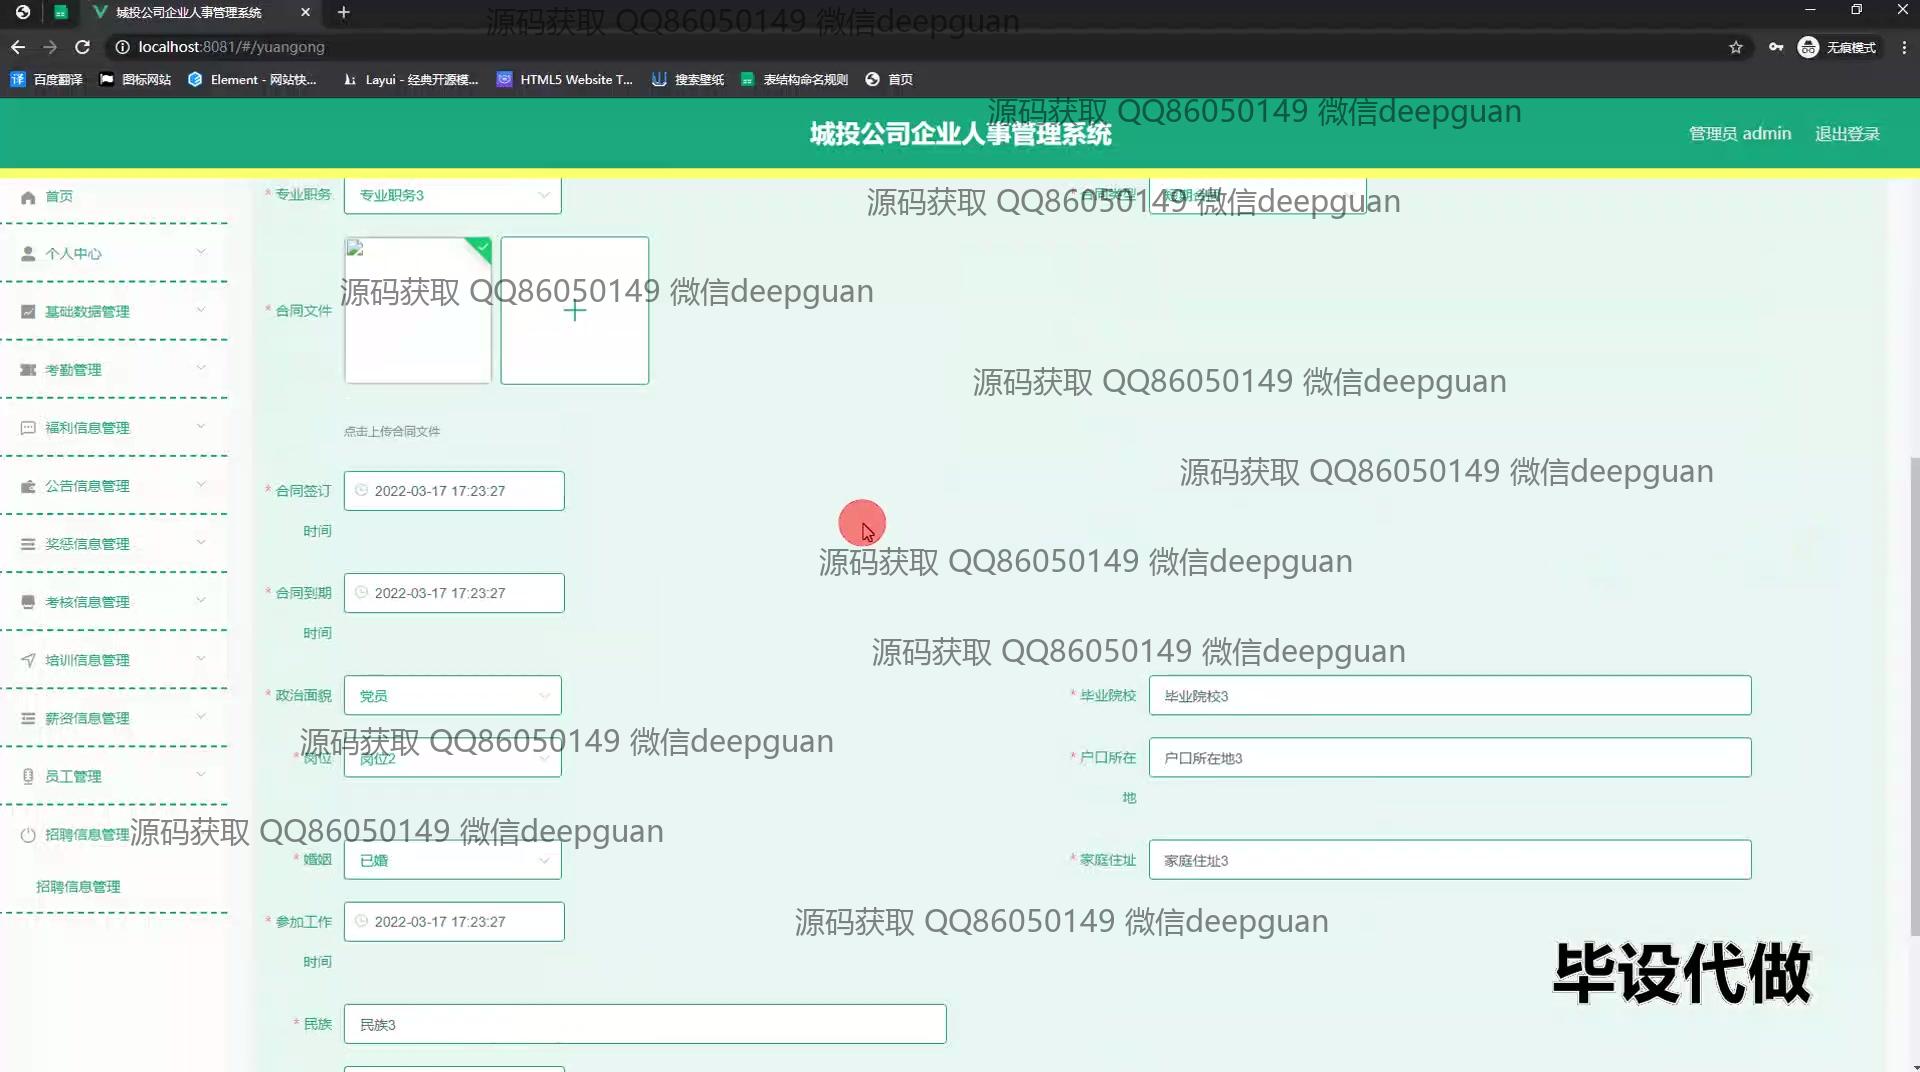 城投公司企业人事管理系统
localhost:8081/#/yuangong
无痕模式
百度翻译
图标网站
Element - 网站快...
Layui - 经典开源模...
HTML5 Website T...
搜索壁纸
表结构命名规则
首页
源码获取 QQ86050149 微信deepguan
源码获取 QQ86050149 微信deepguan
城投公司企业人事管理系统
管理员 admin
退出登录
首页
个人中心
基础数据管理
考勤管理
福利信息管理
公告信息管理
奖惩信息管理
考核信息管理
培训信息管理
薪资信息管理
员工管理
招聘信息管理
招聘信息管理
* 专业职务
专业职务3
* 合同类型
短期合同
源码获取 QQ86050149 微信deepguan
源码获取 QQ86050149 微信deepguan
* 合同文件
源码获取 QQ86050149 微信deepguan
点击上传合同文件
源码获取 QQ86050149 微信deepguan
* 合同签订
时间
2022-03-17 17:23:27
源码获取 QQ86050149 微信deepguan
* 合同到期
时间
2022-03-17 17:23:27
源码获取 QQ86050149 微信deepguan
* 政治面貌
党员
* 毕业院校
毕业院校3
源码获取 QQ86050149 微信deepguan
* 岗位
岗位2
* 户口所在
地
户口所在地3
源码获取 QQ86050149 微信deepguan
* 婚姻
已婚
* 家庭住址
家庭住址3
* 参加工作
时间
2022-03-17 17:23:27
源码获取 QQ86050149 微信deepguan
毕设代做
* 民族
民族3